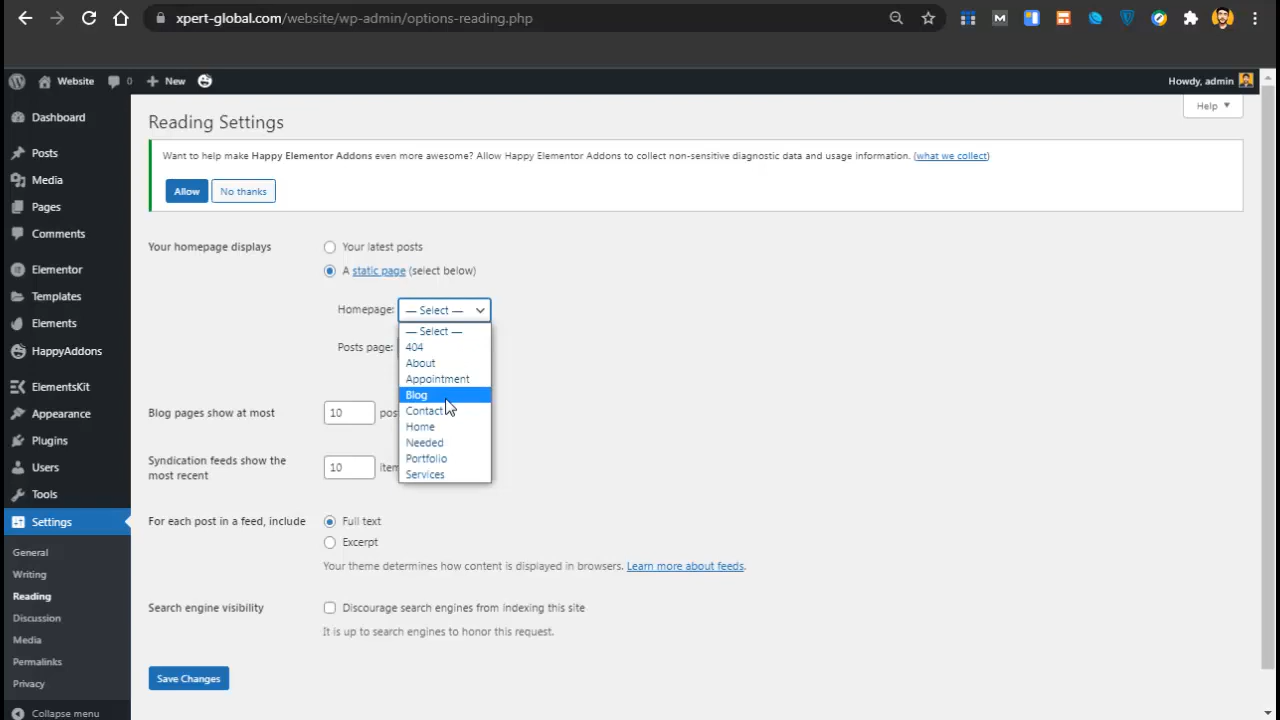 xpert-global.com/website/wp-admin/options-reading.php
Website 0 New
Howdy, admin
Help
Dashboard
Posts
Media
Pages
Comments
Elementor
Templates
Elements
HappyAddons
ElementsKit
Appearance
Plugins
Users
Tools
Settings
General
Writing
Reading
Discussion
Media
Permalinks
Privacy
Collapse menu
Reading Settings
Want to help make Happy Elementor Addons even more awesome? Allow Happy Elementor Addons to collect non-sensitive diagnostic data and usage information. (what we collect)
Allow No thanks
Your homepage displays
Your latest posts
A static page (select below)
Homepage: — Select —
— Select —
404
About
Appointment
Blog
Contact
Home
Needed
Portfolio
Services
Posts page:
Blog pages show at most 10 pos
Syndication feeds show the
most recent
10 item
For each post in a feed, include
Full text
Excerpt
Your theme determines how content is displayed in browsers. Learn more about feeds.
Search engine visibility
Discourage search engines from indexing this site
It is up to search engines to honor this request.
Save Changes